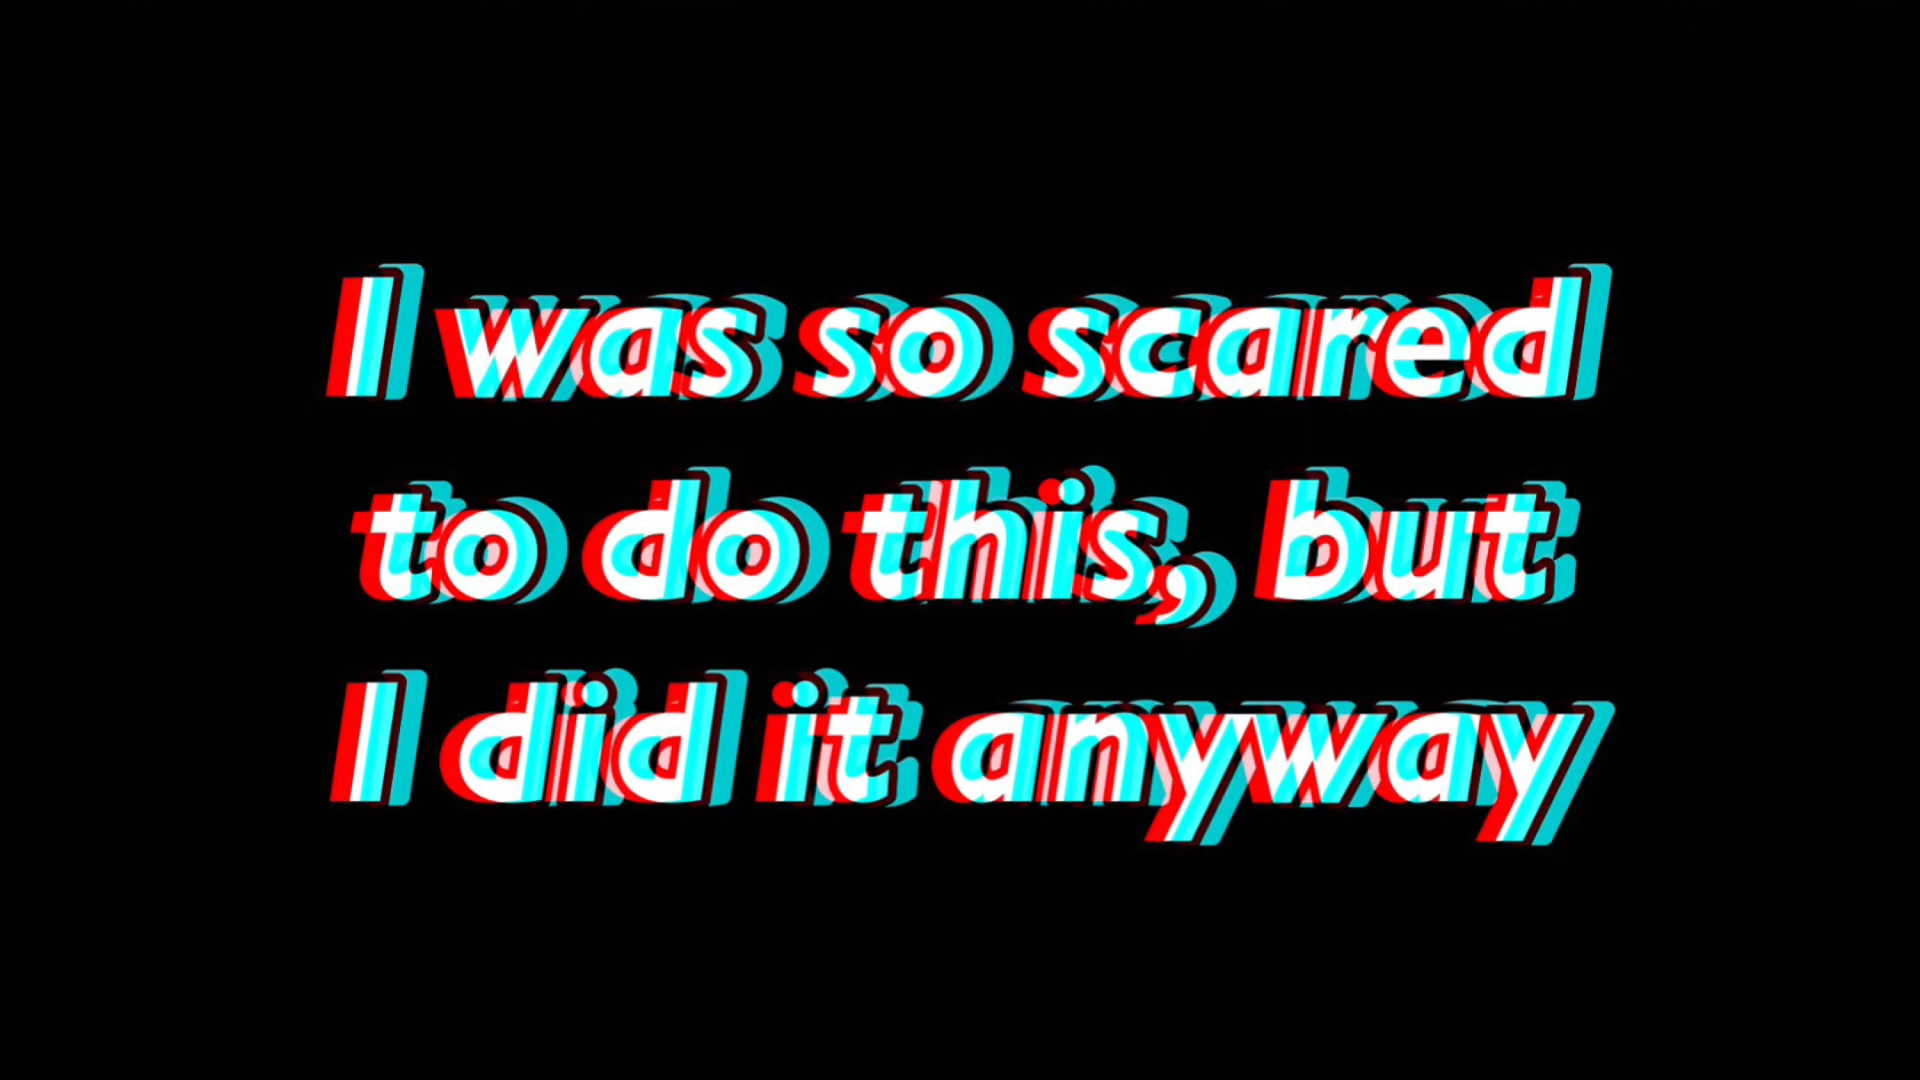 I was so scared
to do this, but
I did it anyway